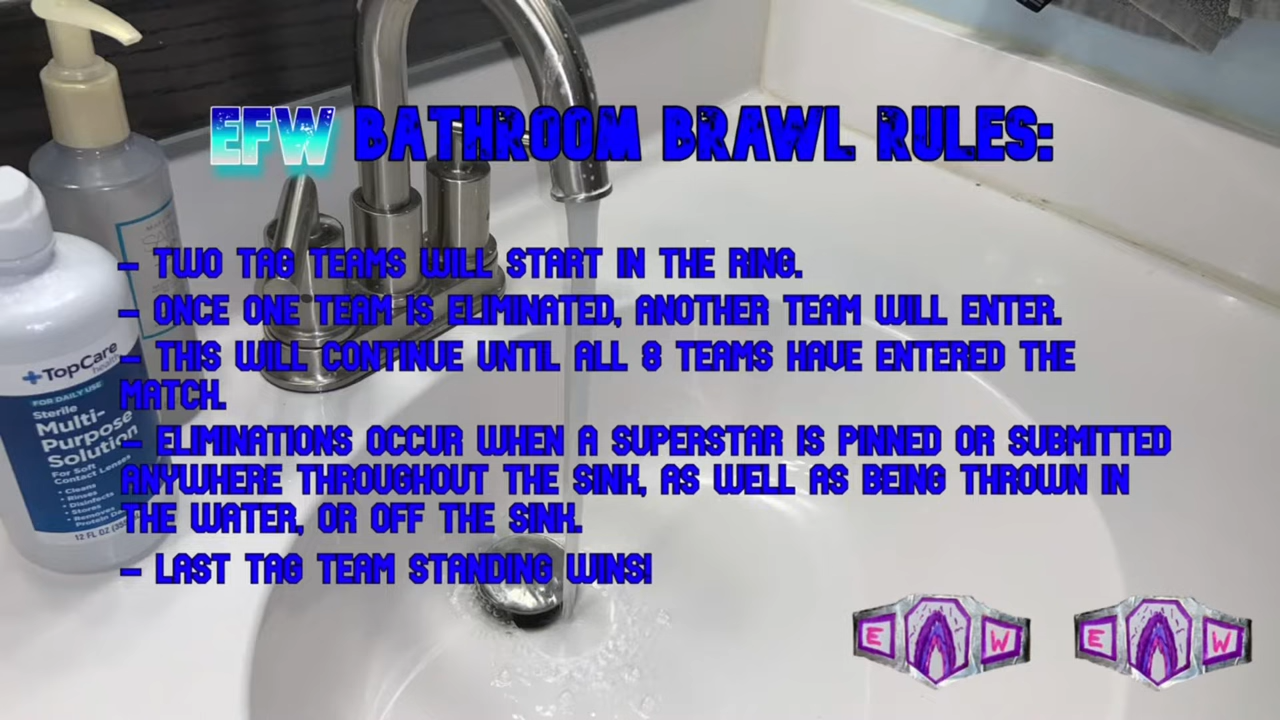 EFW BATHROOM BRAWL RULES:
- TWO TAG TEAMS WILL START IN THE RING.
- ONCE ONE TEAM IS ELIMINATED, ANOTHER TEAM WILL ENTER.
- THIS WILL CONTINUE UNTIL ALL 8 TEAMS HAVE ENTERED THE
MATCH.
- ELIMINATIONS OCCUR WHEN A SUPERSTAR IS PINNED OR SUBMITTED
ANYWHERE THROUGHOUT THE SINK, AS WELL AS BEING THROWN IN
THE WATER, OR OFF THE SINK.
- LAST TAG TEAM STANDING WINS!
TopCare
health
FOR DAILY USE
Sterile
Multi-
Purpose
Solution
For Soft
Contact Lenses
• Cleans
• Rinses
• Disinfects
• Stores
• Removes
Protein
12 FL OZ
E W
E W